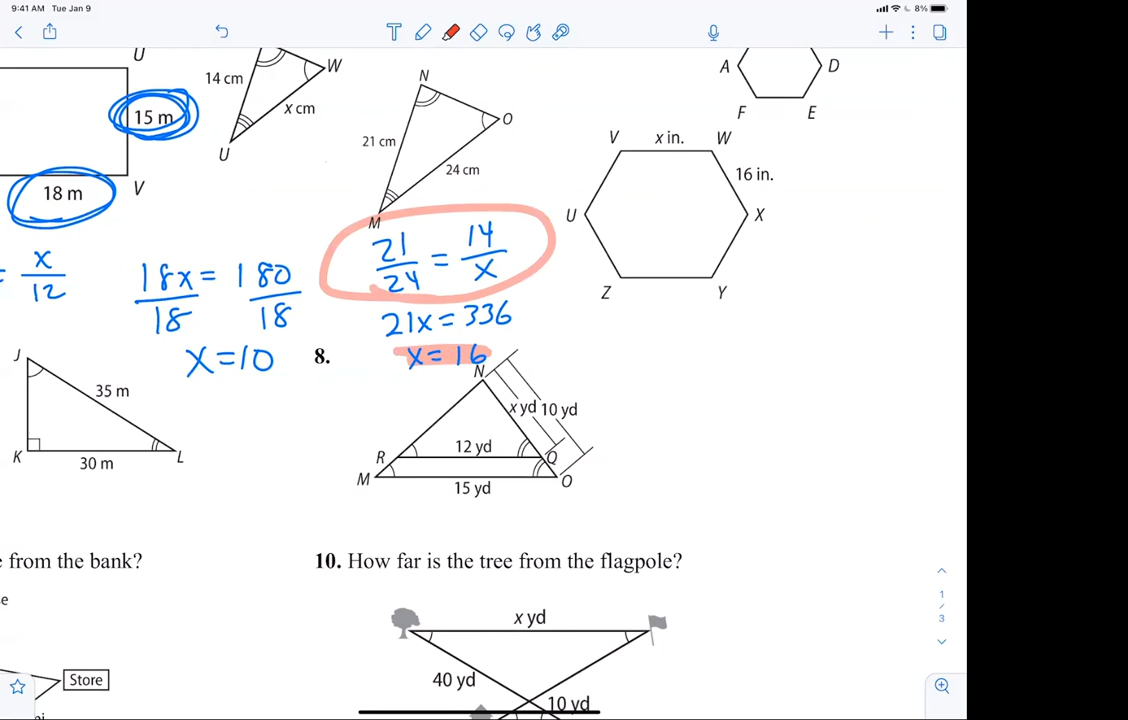 9:41 AM Tue Jan 9
8%
U
14 cm
W
x cm
U
15 m
18 m
V
N
O
21 cm
24 cm
M
A
D
F
E
V
x in.
W
16 in.
U
X
Z
Y
= x/12
18x = 180
18 18
x = 10
21/24 = 14/x
21x = 336
x = 16
J
35 m
K
30 m
L
8.
N
x yd 10 yd
12 yd
R
Q
M
15 yd
O
from the bank?
10. How far is the tree from the flagpole?
x yd
40 yd
10 yd
Store
1
/
3